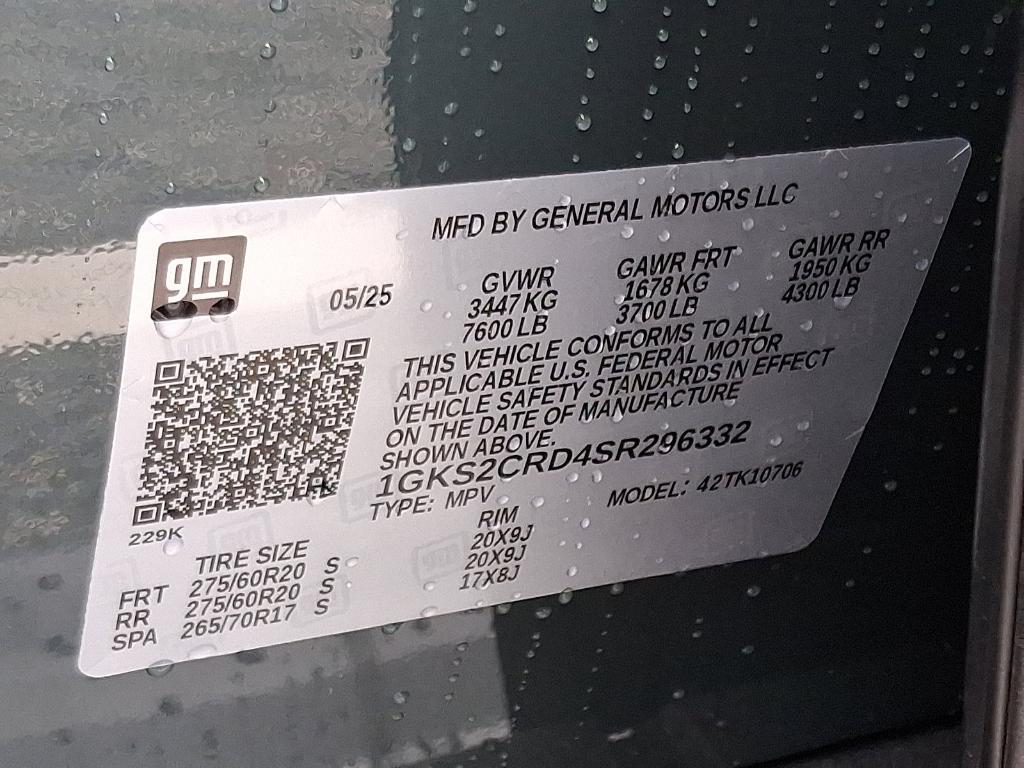 MFD BY GENERAL MOTORS LLC
gm
05/25
GVWR GAWR FRT GAWR RR
3447 KG 1678 KG 1950 KG
7600 LB 3700 LB 4300 LB
THIS VEHICLE CONFORMS TO ALL
APPLICABLE U.S. FEDERAL MOTOR
VEHICLE SAFETY STANDARDS IN EFFECT
ON THE DATE OF MANUFACTURE
SHOWN ABOVE.
1GKS2CRD4SR296332
TYPE: MPV MODEL: 42TK10706
229K
TIRE SIZE RIM
FRT 275/60R20 S 20X9J
RR 275/60R20 S 20X9J
SPA 265/70R17 S 17X8J